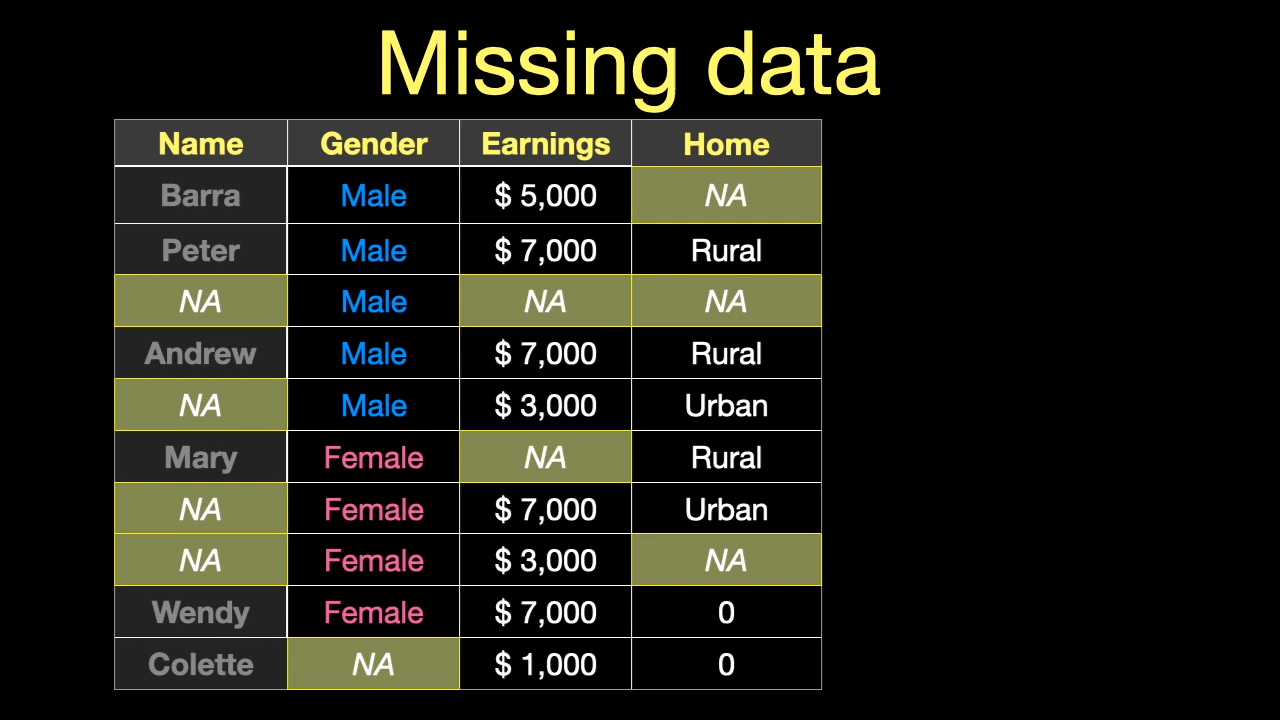 Missing data
Name Gender Earnings Home
Barra Male $ 5,000 NA
Peter Male $ 7,000 Rural
NA Male NA NA
Andrew Male $ 7,000 Rural
NA Male $ 3,000 Urban
Mary Female NA Rural
NA Female $ 7,000 Urban
NA Female $ 3,000 NA
Wendy Female $ 7,000 0
Colette NA $ 1,000 0